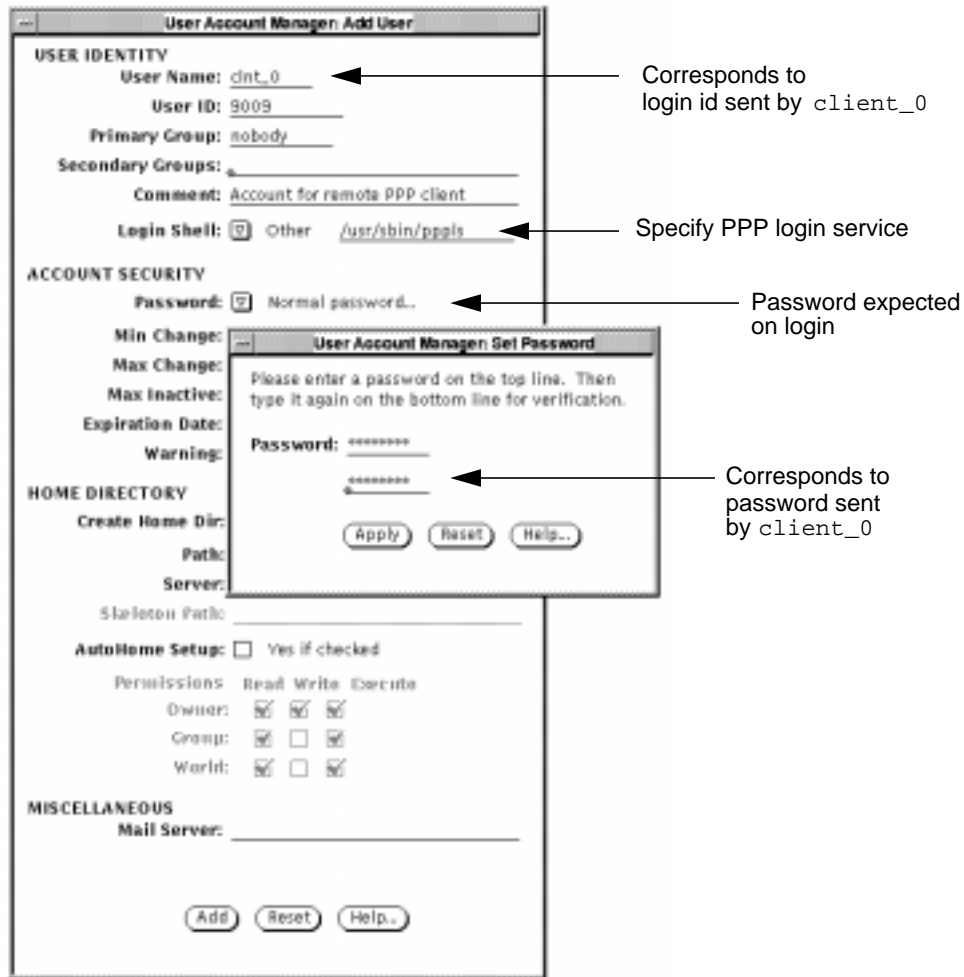 User Account Manager: Add User
USER IDENTITY
User Name: clnt_0
Corresponds to
login id sent by client_0
User ID: 9009
Primary Group: nobody
Secondary Groups:
Comment: Account for remote PPP client
Login Shell: Other /usr/sbin/pppls
Specify PPP login service
ACCOUNT SECURITY
Password: Normal password..
Password expected
on login
Min Change:
Max Change:
Max Inactive:
Expiration Date:
Warning:
User Account Manager: Set Password
Please enter a password on the top line. Then
type it again on the bottom line for verification.
Password: ********
********
Corresponds to
password sent
by client_0
Apply Reset Help..
HOME DIRECTORY
Create Home Dir:
Path:
Server:
Skeleton Path:
AutoHome Setup: Yes if checked
Permissions Read Write Execute
Owner:
Group:
World:
MISCELLANEOUS
Mail Server:
Add Reset Help..